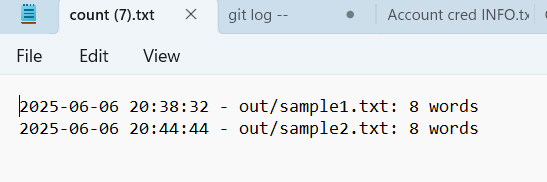 count (7).txt
git log --
Account cred INFO.tx
File Edit View
2025-06-06 20:38:32 - out/sample1.txt: 8 words
2025-06-06 20:44:44 - out/sample2.txt: 8 words